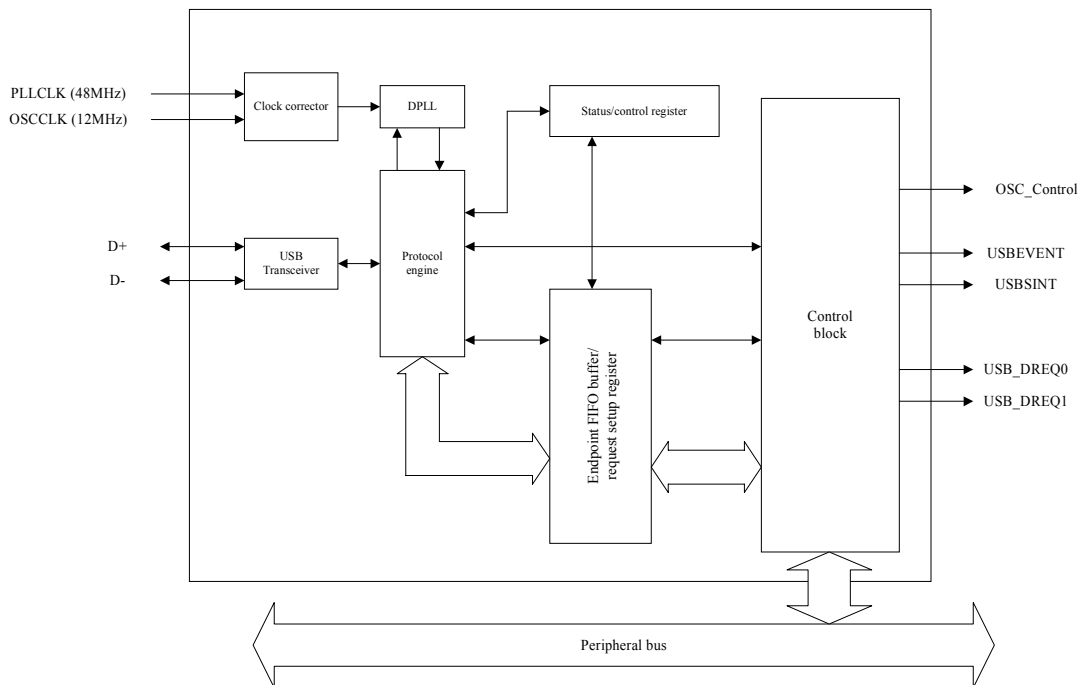 PLLCLK (48MHz)
OSCCLK (12MHz)
Clock corrector
DPLL
Status/control register
D+
D-
USB
Transceiver
Protocol
engine
Endpoint FIFO buffer/
request setup register
Control
block
OSC_Control
USBEVENT
USBSINT
USB_DREQ0
USB_DREQ1
Peripheral bus